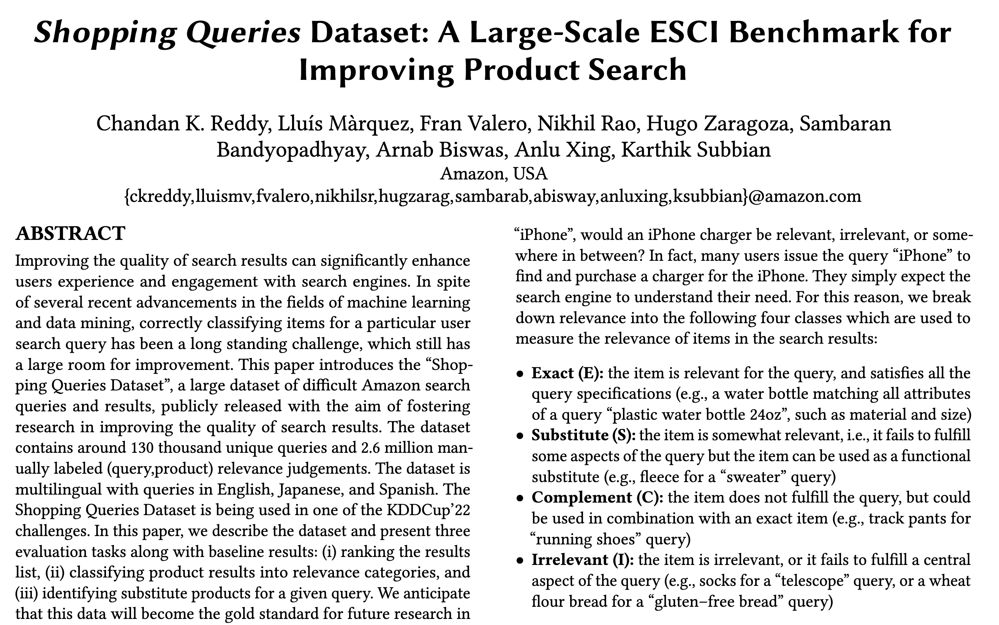 Shopping Queries Dataset: A Large-Scale ESCI Benchmark for
Improving Product Search
Chandan K. Reddy, Lluís Màrquez, Fran Valero, Nikhil Rao, Hugo Zaragoza, Sambaran
Bandyopadhyay, Arnab Biswas, Anlu Xing, Karthik Subbian
Amazon, USA
{ckreddy,lluismv,fvalero,nikhilsr,hugzarag,sambarab,abisway,anluxing,ksubbian}@amazon.com
ABSTRACT
Improving the quality of search results can significantly enhance
users experience and engagement with search engines. In spite
of several recent advancements in the fields of machine learning
and data mining, correctly classifying items for a particular user
search query has been a long standing challenge, which still has
a large room for improvement. This paper introduces the “Shop-
ping Queries Dataset”, a large dataset of difficult Amazon search
queries and results, publicly released with the aim of fostering
research in improving the quality of search results. The dataset
contains around 130 thousand unique queries and 2.6 million man-
ually labeled (query,product) relevance judgements. The dataset is
multilingual with queries in English, Japanese, and Spanish. The
Shopping Queries Dataset is being used in one of the KDDCup’22
challenges. In this paper, we describe the dataset and present three
evaluation tasks along with baseline results: (i) ranking the results
list, (ii) classifying product results into relevance categories, and
(iii) identifying substitute products for a given query. We anticipate
that this data will become the gold standard for future research in
“iPhone”, would an iPhone charger be relevant, irrelevant, or some-
where in between? In fact, many users issue the query “iPhone” to
find and purchase a charger for the iPhone. They simply expect the
search engine to understand their need. For this reason, we break
down relevance into the following four classes which are used to
measure the relevance of items in the search results:
• Exact (E): the item is relevant for the query, and satisfies all the
query specifications (e.g., a water bottle matching all attributes
of a query “plastic water bottle 24oz”, such as material and size)
• Substitute (S): the item is somewhat relevant, i.e., it fails to fulfill
some aspects of the query but the item can be used as a functional
substitute (e.g., fleece for a “sweater” query)
• Complement (C): the item does not fulfill the query, but could
be used in combination with an exact item (e.g., track pants for
“running shoes” query)
• Irrelevant (I): the item is irrelevant, or it fails to fulfill a central
aspect of the query (e.g., socks for a “telescope” query, or a wheat
flour bread for a “gluten–free bread” query)